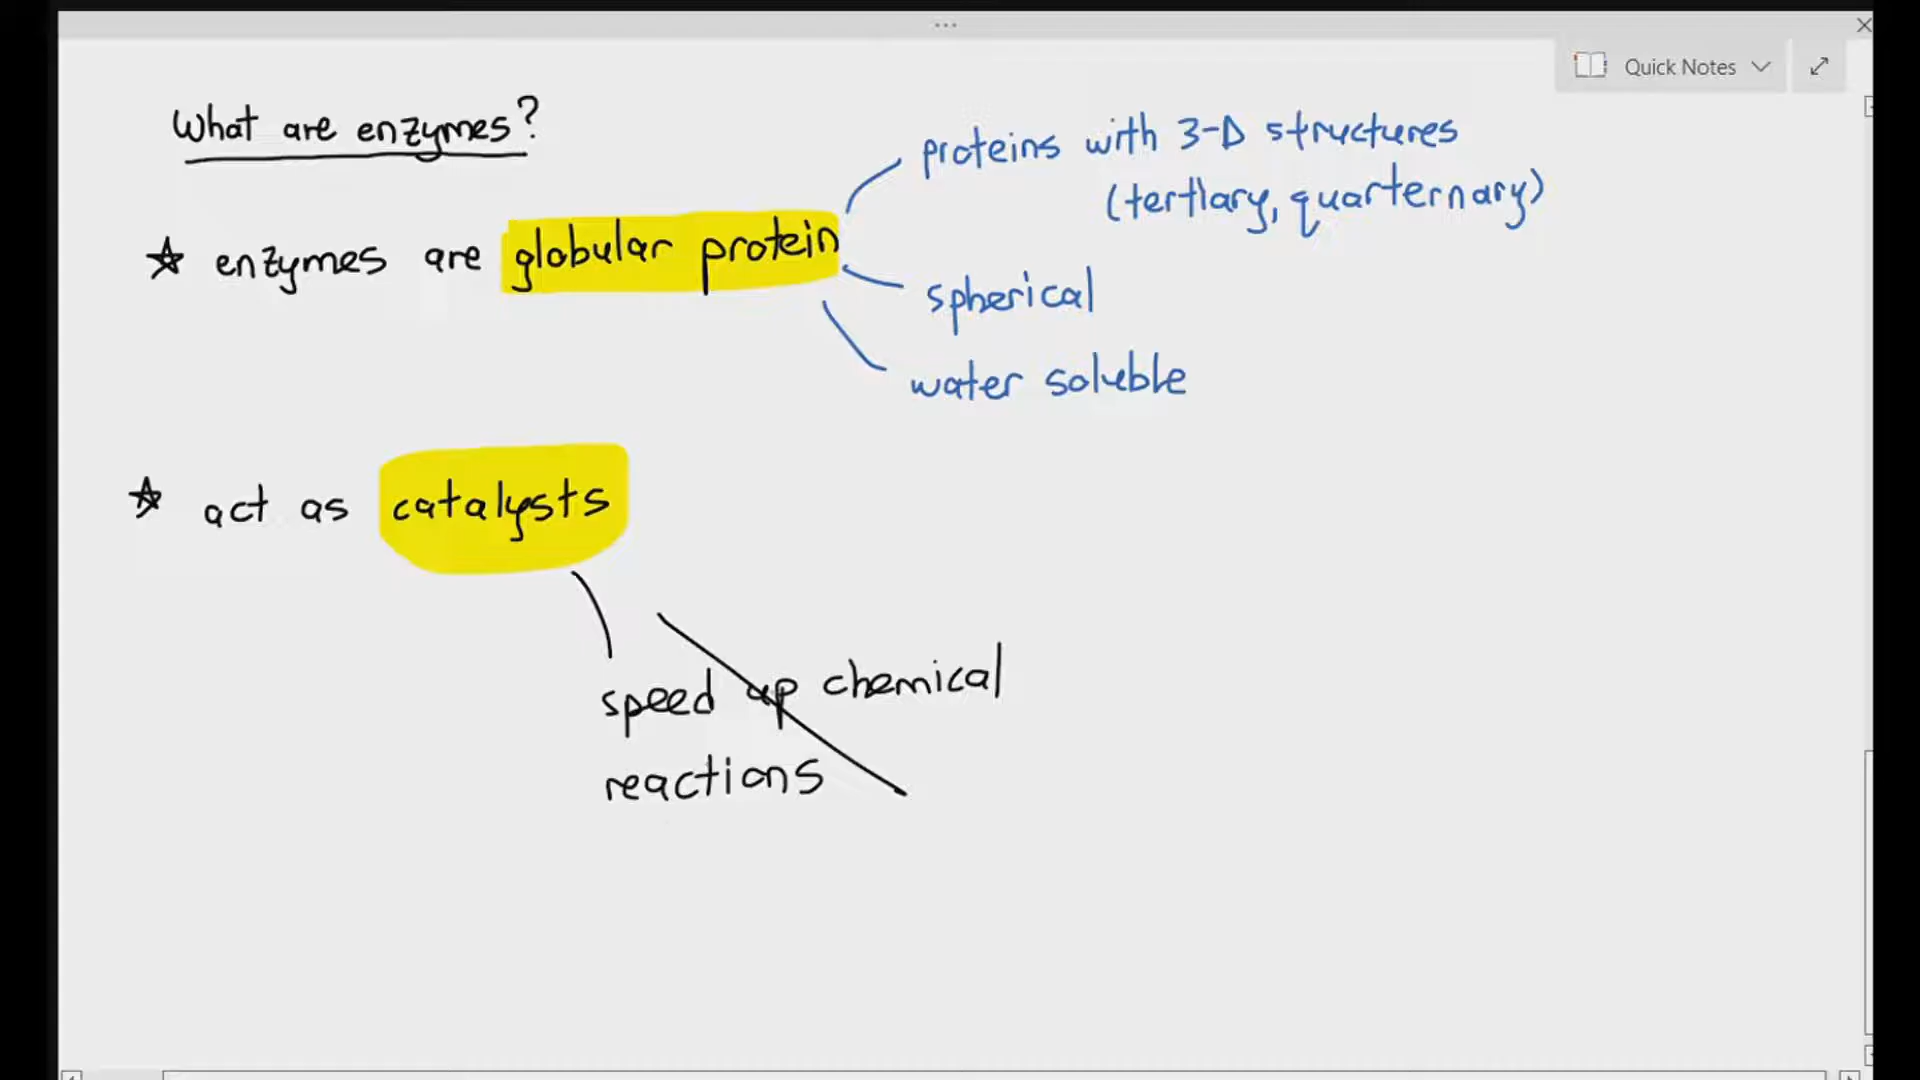 Quick Notes
What are enzymes?
proteins with 3-D structures
(tertiary, quarternary)
enzymes are globular protein
spherical
water soluble
act as catalysts
speed up chemical
reactions